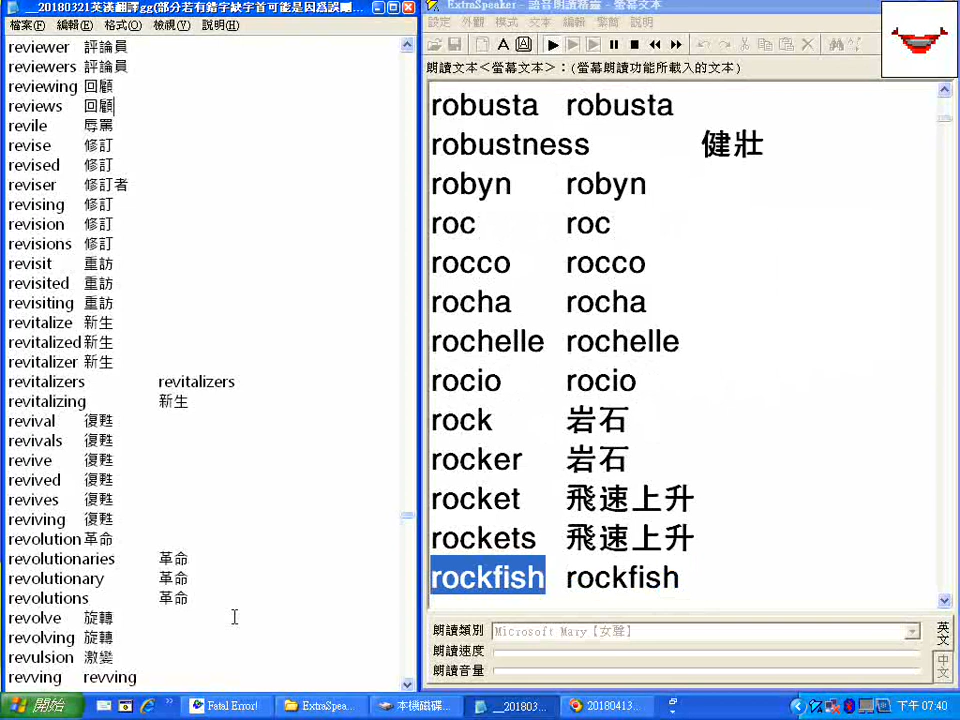 __20180321英漢翻譯gg(部分若有錯字缺字首可能是因爲誤刪...
檔案(F) 編輯(E) 格式(O) 檢視(V) 說明(H)
reviewer 評論員
reviewers 評論員
reviewing 回顧
reviews 回顧
revile 辱罵
revise 修訂
revised 修訂
reviser 修訂者
revising 修訂
revision 修訂
revisions 修訂
revisit 重訪
revisited 重訪
revisiting 重訪
revitalize 新生
revitalized 新生
revitalizer 新生
revitalizers revitalizers
revitalizing 新生
revival 復甦
revivals 復甦
revive 復甦
revived 復甦
revives 復甦
reviving 復甦
revolution 革命
revolutionaries 革命
revolutionary 革命
revolutions 革命
revolve 旋轉
revolving 旋轉
revulsion 激變
revving revving
ExtraSpeaker - 語音朗讀精靈 - 螢幕文本
設定 外觀 模式 文本 編輯 繁簡 說明
朗讀文本<螢幕文本>：(螢幕朗讀功能所載入的文本)
robusta robusta
robustness 健壯
robyn robyn
roc roc
rocco rocco
rocha rocha
rochelle rochelle
rocio rocio
rock 岩石
rocker 岩石
rocket 飛速上升
rockets 飛速上升
rockfish rockfish
朗讀類別 Microsoft Mary【女聲】
朗讀速度
朗讀音量
英文
中文
開始 Fatal Error! ExtraSpea... 本機磁碟... __201803... 20180413... 下午 07:40